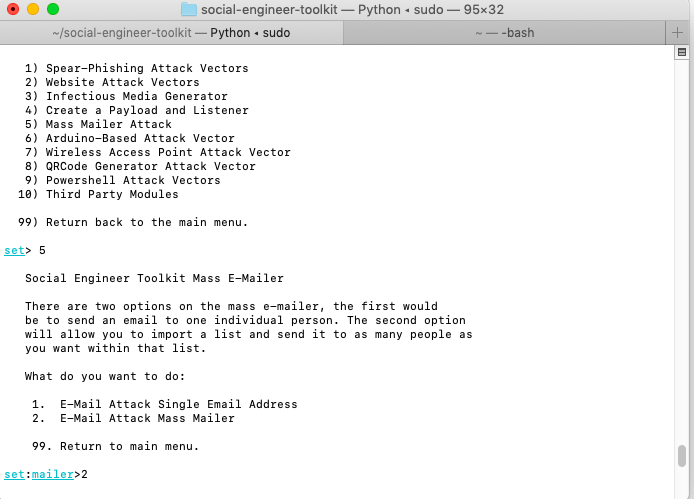 social-engineer-toolkit — Python ◂ sudo — 95×32
~/social-engineer-toolkit — Python ◂ sudo
~ — -bash
1) Spear-Phishing Attack Vectors
2) Website Attack Vectors
3) Infectious Media Generator
4) Create a Payload and Listener
5) Mass Mailer Attack
6) Arduino-Based Attack Vector
7) Wireless Access Point Attack Vector
8) QRCode Generator Attack Vector
9) Powershell Attack Vectors
10) Third Party Modules
99) Return back to the main menu.
set> 5
Social Engineer Toolkit Mass E-Mailer
There are two options on the mass e-mailer, the first would
be to send an email to one individual person. The second option
will allow you to import a list and send it to as many people as
you want within that list.
What do you want to do:
1.  E-Mail Attack Single Email Address
2.  E-Mail Attack Mass Mailer
99. Return to main menu.
set:mailer>2